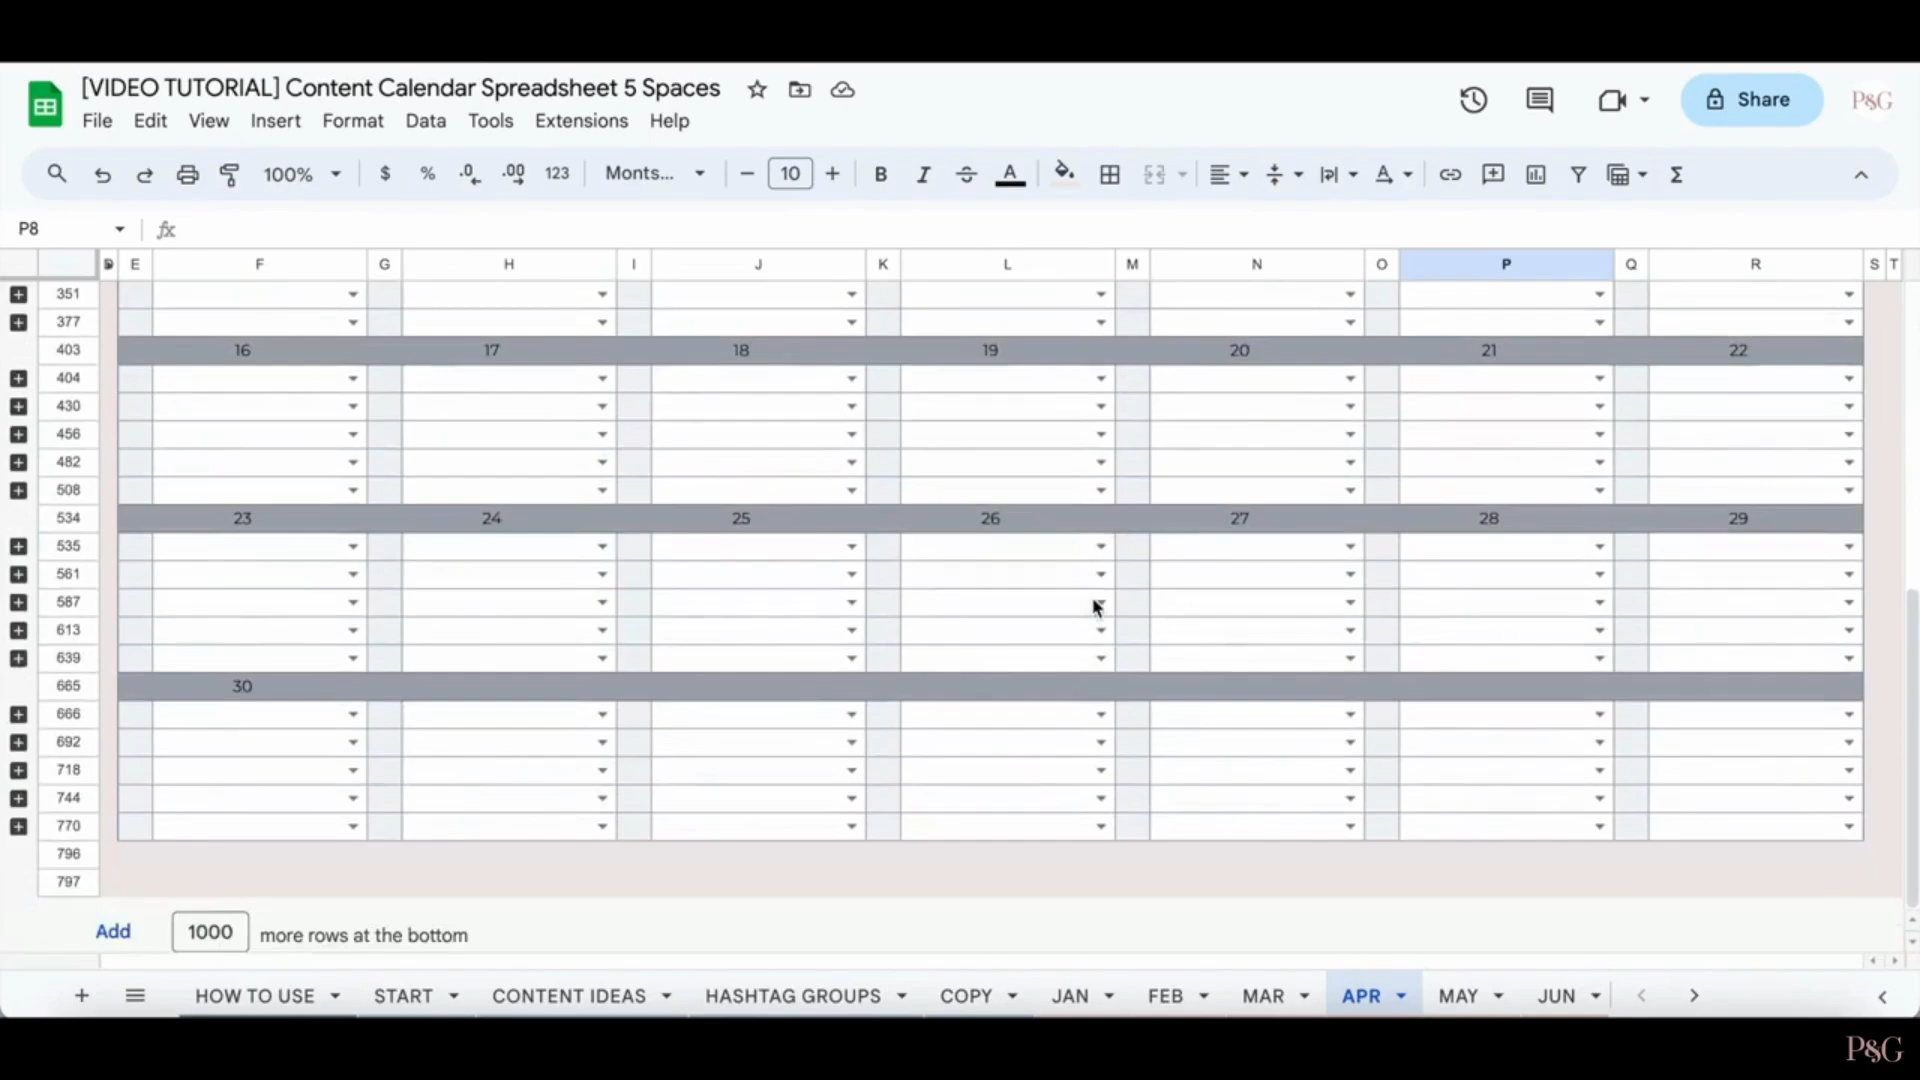 [VIDEO TUTORIAL] Content Calendar Spreadsheet 5 Spaces
File Edit View Insert Format Data Tools Extensions Help
Share
P&G
100% $ % .0 .00 123 Monts... 10 B I A
P8 fx
E F G H I J K L M N O P Q R S T
351
377
403 16 17 18 19 20 21 22
404
430
456
482
508
534 23 24 25 26 27 28 29
535
561
587
613
639
665 30
666
692
718
744
770
796
797
Add 1000 more rows at the bottom
HOW TO USE START CONTENT IDEAS HASHTAG GROUPS COPY JAN FEB MAR APR MAY JUN
P&G